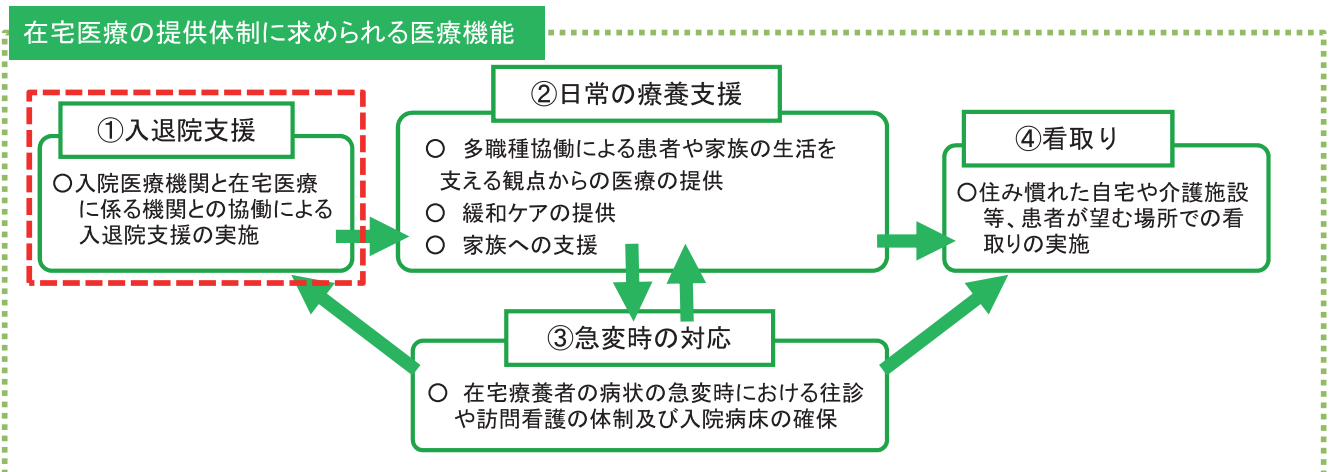 在宅医療の提供体制に求められる医療機能
①入退院支援
○入院医療機関と在宅医療
に係る機関との協働による
入退院支援の実施
②日常の療養支援
○ 多職種協働による患者や家族の生活を
支える観点からの医療の提供
○ 緩和ケアの提供
○ 家族への支援
③急変時の対応
○ 在宅療養者の病状の急変時における往診
や訪問看護の体制及び入院病床の確保
④看取り
○住み慣れた自宅や介護施設
等、患者が望む場所での看
取りの実施